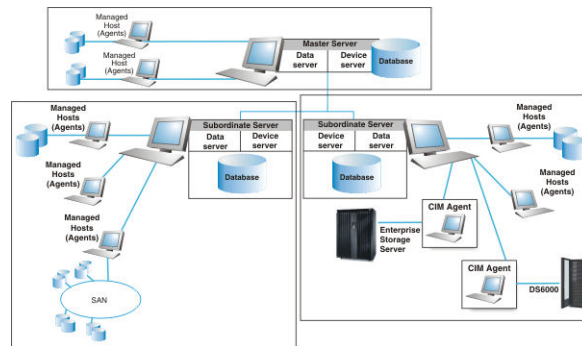 Managed
Host
(Agents)
Managed
Host
(Agents)
Master Server
Data
server
Device
server
Database
Managed
Hosts
(Agents)
Managed
Hosts
(Agents)
Managed
Hosts
(Agents)
Subordinate Server
Data
server
Device
server
Database
SAN
Subordinate Server
Device
server
Data
server
Database
Managed
Hosts
(Agents)
Managed
Hosts
(Agents)
CIM Agent
Enterprise
Storage
Server
CIM Agent
DS6000